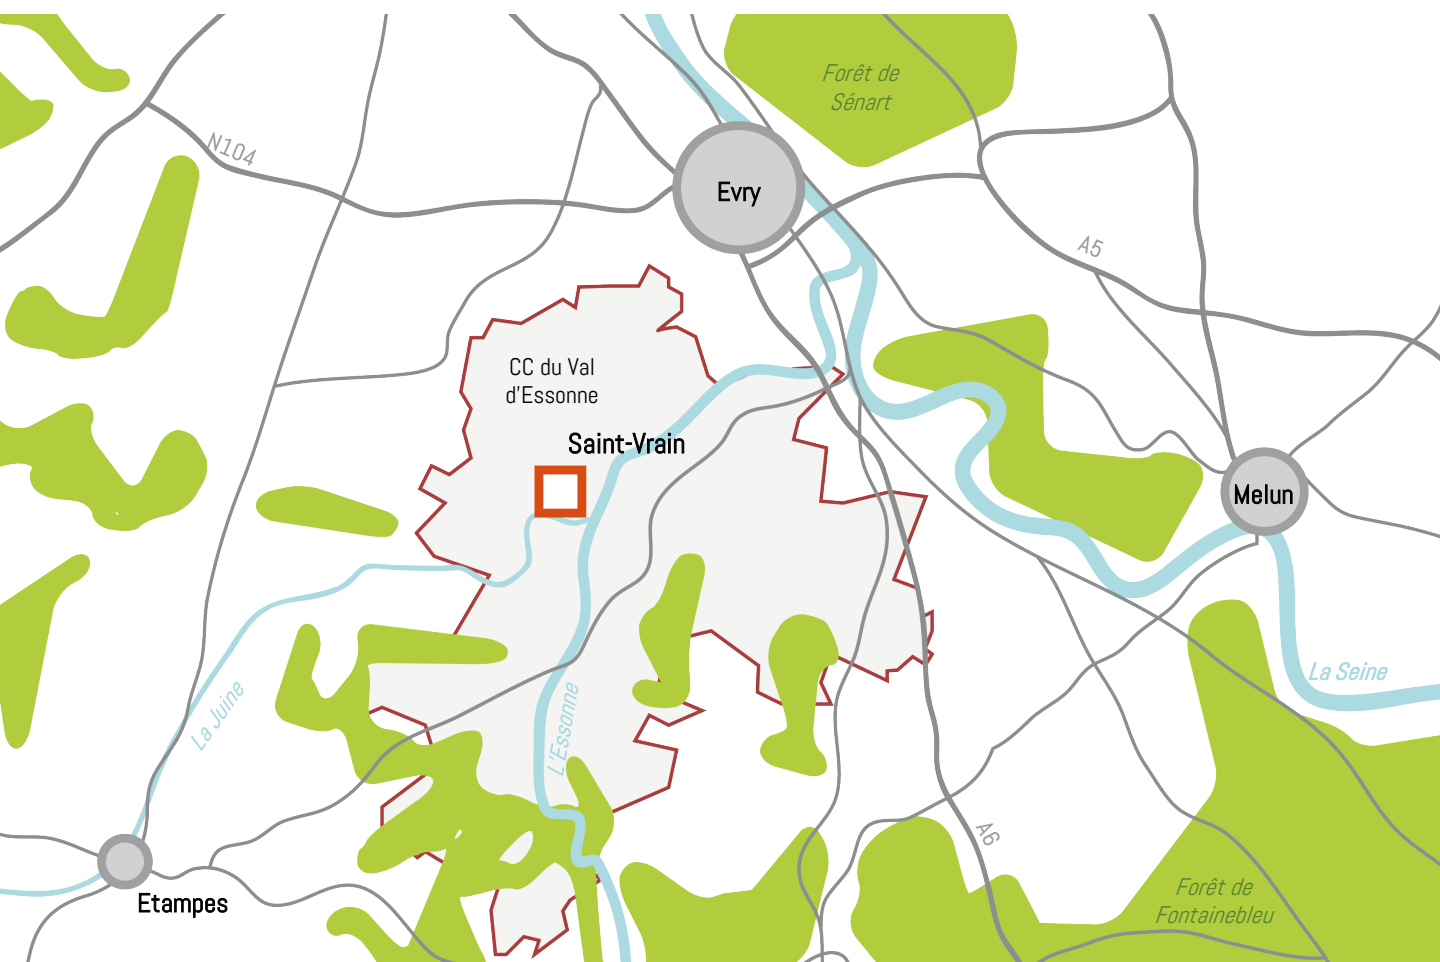 Forêt de
Sénart
N104
Evry
A5
CC du Val
d'Essonne
Saint-Vrain
Melun
La Seine
La Juine
L'Essonne
A6
Etampes
Forêt de
Fontainebleu